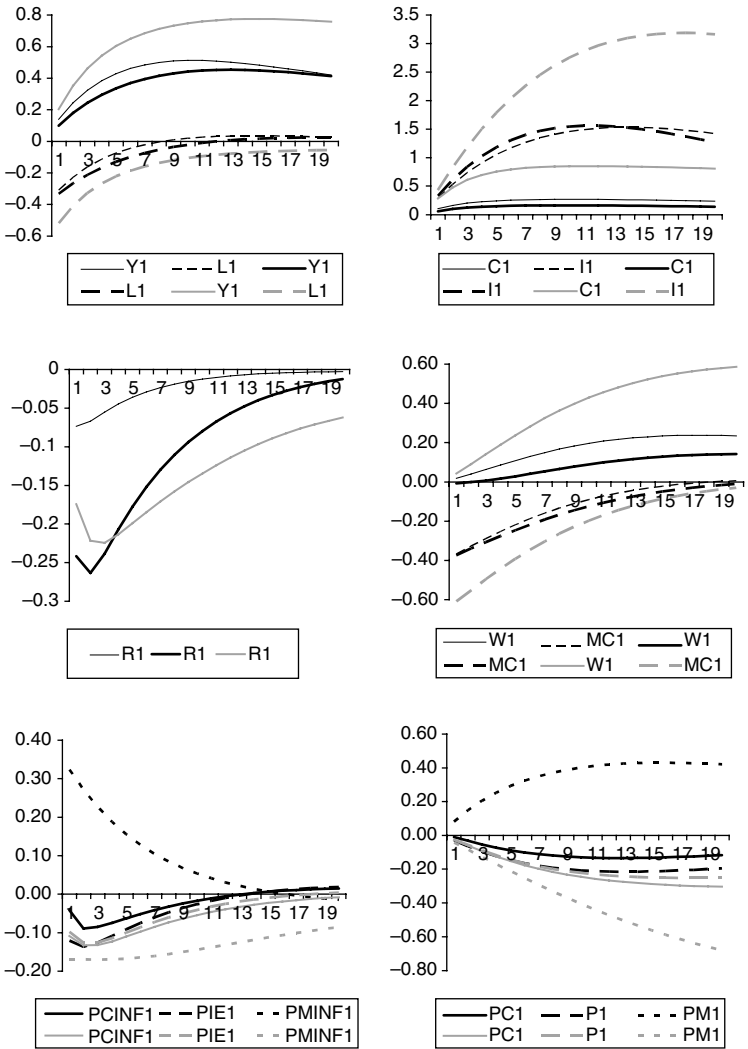 0.8
0.6
0.4
0.2
0
−0.2
−0.4
−0.6
1 3 5 7 9 11 13 15 17 19
Y1 L1 Y1
L1 Y1 L1
3.5
3
2.5
2
1.5
1
0.5
0
1 3 5 7 9 11 13 15 17 19
C1 I1 C1
I1 C1 I1
0
−0.05
−0.1
−0.15
−0.2
−0.25
−0.3
1 3 5 7 9 11 13 15 17 19
R1 R1 R1
0.60
0.40
0.20
0.00
−0.20
−0.40
−0.60
1 3 5 7 9 11 13 15 17 19
W1 MC1 W1
MC1 W1 MC1
0.40
0.30
0.20
0.10
0.00
−0.10
−0.20
1 3 5 7 9 11 13 15 17 19
PCINF1 PIE1 PMINF1
PCINF1 PIE1 PMINF1
0.60
0.40
0.20
0.00
−0.20
−0.40
−0.60
−0.80
1 3 5 7 9 11 13 15 17 19
PC1 P1 PM1
PC1 P1 PM1